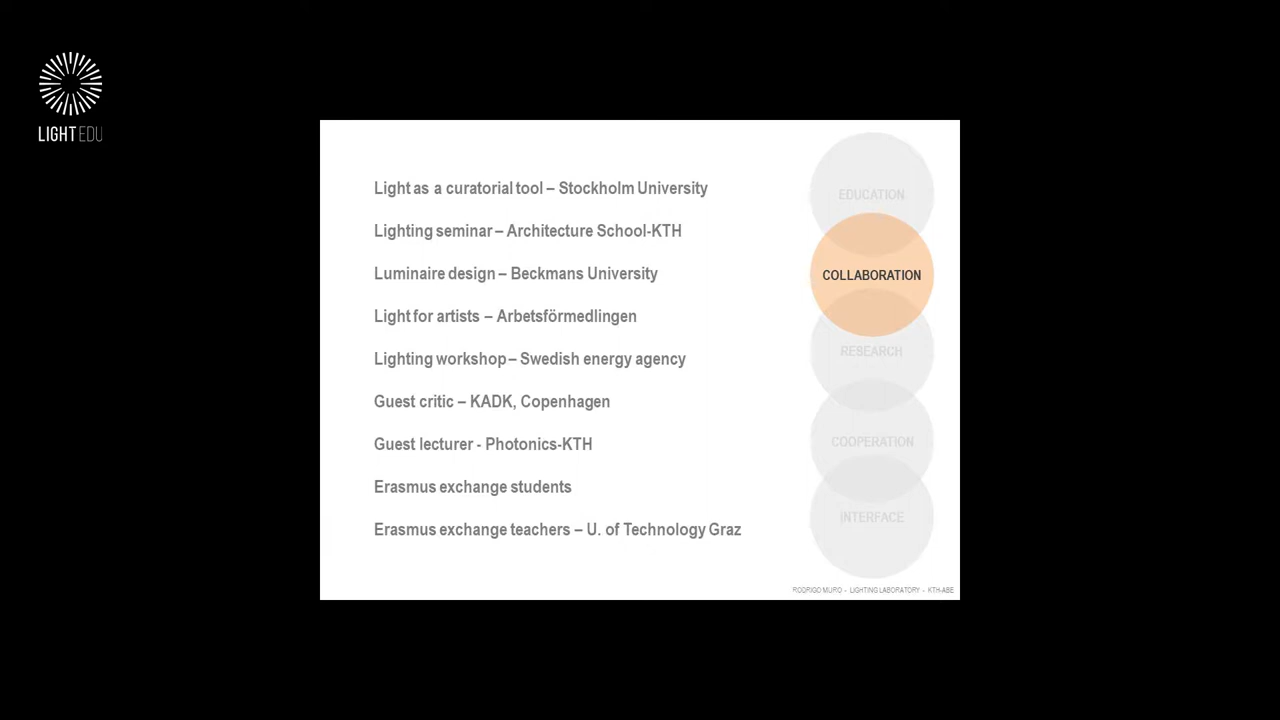 LIGHT EDU
Light as a curatorial tool – Stockholm University
Lighting seminar – Architecture School-KTH
Luminaire design – Beckmans University
Light for artists – Arbetsförmedlingen
Lighting workshop – Swedish energy agency
Guest critic – KADK, Copenhagen
Guest lecturer - Photonics-KTH
Erasmus exchange students
Erasmus exchange teachers – U. of Technology Graz
EDUCATION
COLLABORATION
RESEARCH
COOPERATION
INTERFACE
RODRIGO MURO - LIGHTING LABORATORY - KTH-ABE